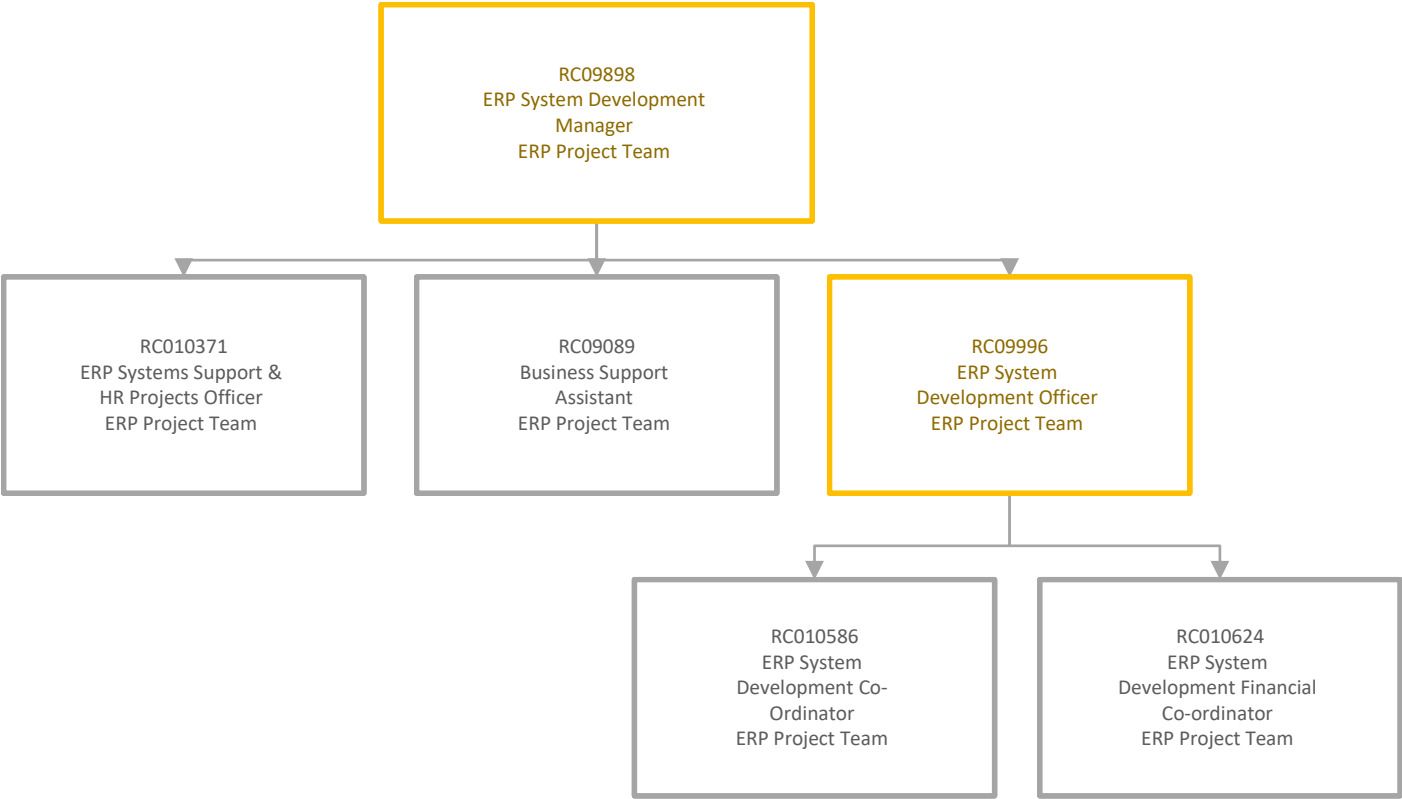 RC09898
ERP System Development
Manager
ERP Project Team
RC010371
ERP Systems Support &
HR Projects Officer
ERP Project Team
RC09089
Business Support
Assistant
ERP Project Team
RC09996
ERP System
Development Officer
ERP Project Team
RC010586
ERP System
Development Co-
Ordinator
ERP Project Team
RC010624
ERP System
Development Financial
Co-ordinator
ERP Project Team